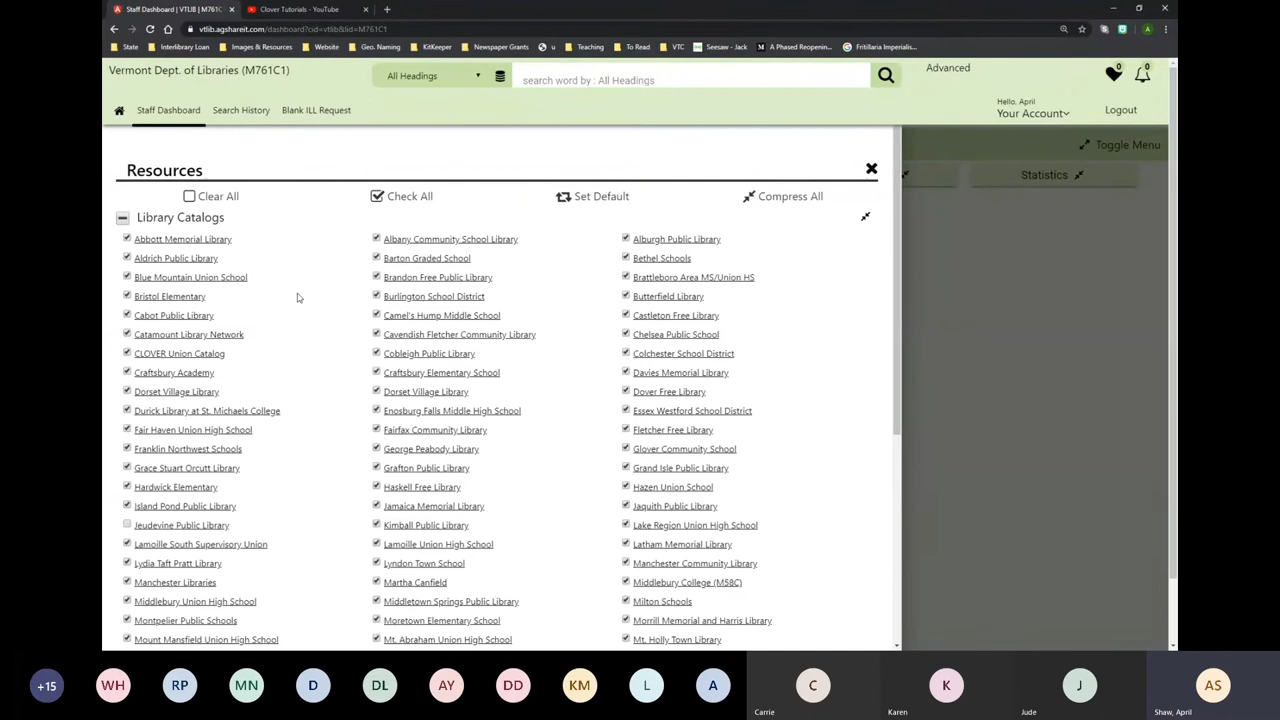 Staff Dashboard | VTLIB | M761C
Clover Tutorials - YouTube
vtlib.agshareit.com/dashboard?cid=vtlib&lid=M761C1
A
State
Interlibrary Loan
Images & Resources
Website
u
Geo. Naming
KitKeeper
Newspaper Grants
Teaching
To Read
VTC
Seesaw - Jack
A Phased Reopenin...
Fritillaria Imperialis...
Vermont Dept. of Libraries (M761C1)
All Headings
search word by : All Headings
Advanced
0
0
Staff Dashboard
Search History
Blank ILL Request
Hello, April
Your Account
Logout
Toggle Menu
Statistics
Resources
Clear All
Check All
Set Default
Compress All
Library Catalogs
Abbott Memorial Library
Albany Community School Library
Alburgh Public Library
Aldrich Public Library
Barton Graded School
Bethel Schools
Blue Mountain Union School
Brandon Free Public Library
Brattleboro Area MS/Union HS
Bristol Elementary
Burlington School District
Butterfield Library
Cabot Public Library
Camel's Hump Middle School
Castleton Free Library
Catamount Library Network
Cavendish Fletcher Community Library
Chelsea Public School
CLOVER Union Catalog
Cobleigh Public Library
Colchester School District
Craftsbury Academy
Craftsbury Elementary School
Davies Memorial Library
Dorset Village Library
Dorset Village Library
Dover Free Library
Durick Library at St. Michaels College
Enosburg Falls Middle High School
Essex Westford School District
Fair Haven Union High School
Fairfax Community Library
Fletcher Free Library
Franklin Northwest Schools
George Peabody Library
Glover Community School
Grace Stuart Orcutt Library
Grafton Public Library
Grand Isle Public Library
Hardwick Elementary
Haskell Free Library
Hazen Union School
Island Pond Public Library
Jamaica Memorial Library
Jaquith Public Library
Jeudevine Public Library
Kimball Public Library
Lake Region Union High School
Lamoille South Supervisory Union
Lamoille Union High School
Latham Memorial Library
Lydia Taft Pratt Library
Lyndon Town School
Manchester Community Library
Manchester Libraries
Martha Canfield
Middlebury College (M58C)
Middlebury Union High School
Middletown Springs Public Library
Milton Schools
Montpelier Public Schools
Moretown Elementary School
Morrill Memorial and Harris Library
Mount Mansfield Union High School
Mt. Abraham Union High School
Mt. Holly Town Library
+15
WH
RP
MN
D
DL
AY
DD
KM
L
A
C
Carrie
K
Karen
J
Jude
AS
Shaw, April